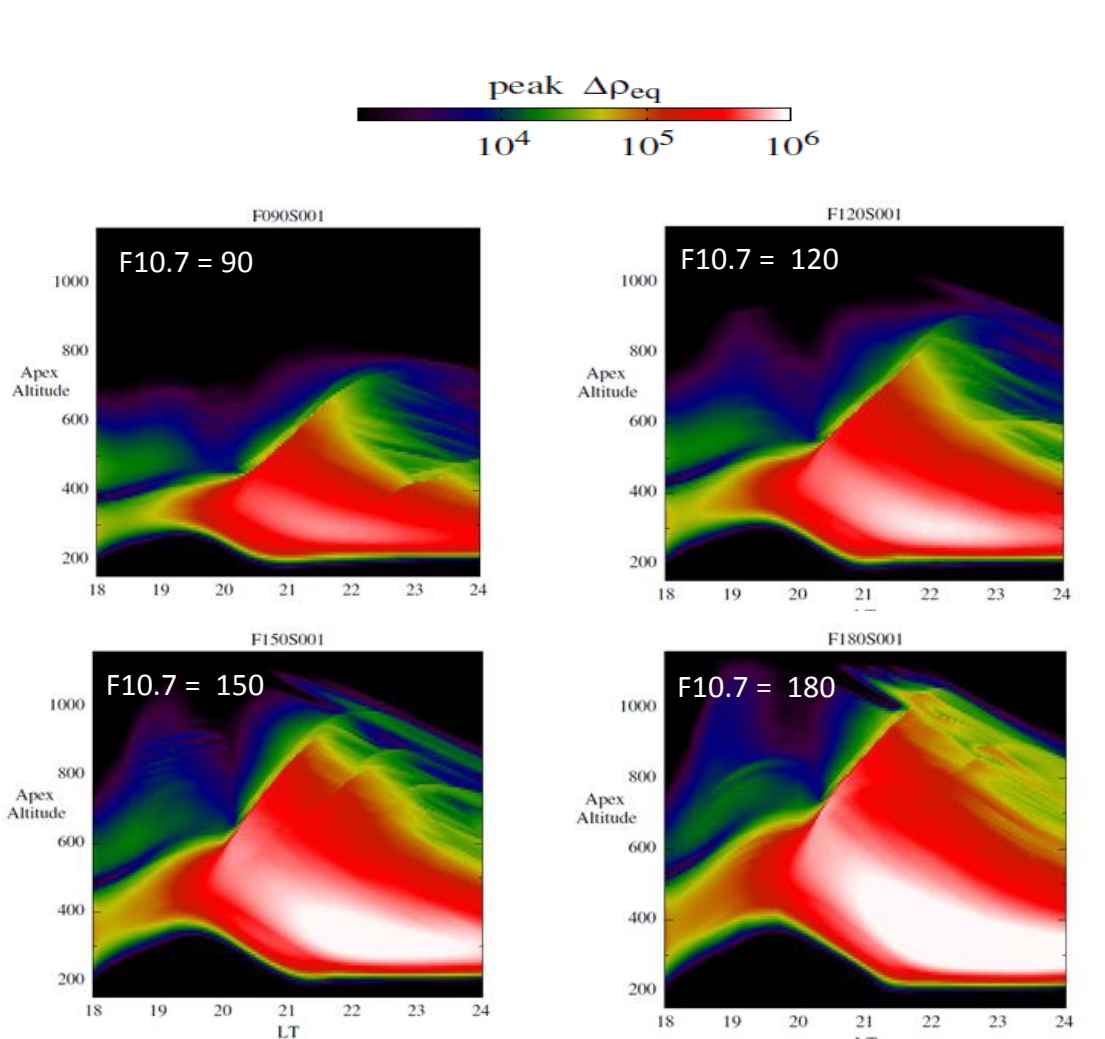 peak Δρeq
10⁴ 10⁵ 10⁶
F090S001
F10.7 = 90
1000
800
Apex
Altitude
600
400
200
18 19 20 21 22 23 24
F120S001
F10.7 = 120
1000
800
Apex
Altitude
600
400
200
18 19 20 21 22 23 24
F150S001
F10.7 = 150
1000
800
Apex
Altitude
600
400
200
18 19 20 21 22 23 24
LT
F180S001
F10.7 = 180
1000
800
Apex
Altitude
600
400
200
18 19 20 21 22 23 24